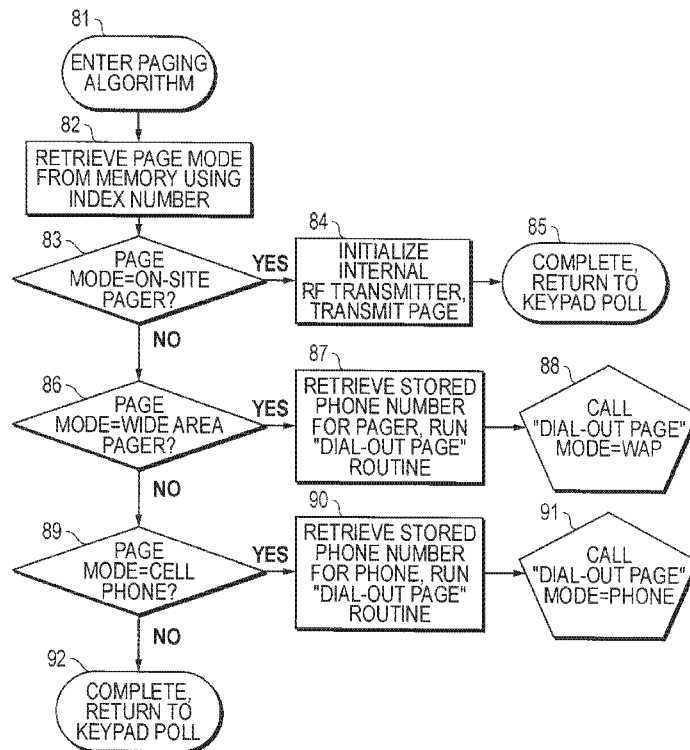 81
ENTER PAGING
ALGORITHM
82
RETRIEVE PAGE MODE
FROM MEMORY USING
INDEX NUMBER
83
PAGE
MODE=ON-SITE
PAGER?
YES
NO
84
INITIALIZE
INTERNAL
RF TRANSMITTER,
TRANSMIT PAGE
85
COMPLETE,
RETURN TO
KEYPAD POLL
86
PAGE
MODE=WIDE AREA
PAGER?
YES
NO
87
RETRIEVE STORED
PHONE NUMBER
FOR PAGER, RUN
"DIAL-OUT PAGE"
ROUTINE
88
CALL
"DIAL-OUT PAGE"
MODE=WAP
89
PAGE
MODE=CELL
PHONE?
YES
NO
90
RETRIEVE STORED
PHONE NUMBER
FOR PHONE, RUN
"DIAL-OUT PAGE"
ROUTINE
91
CALL
"DIAL-OUT PAGE"
MODE=PHONE
92
COMPLETE,
RETURN TO
KEYPAD POLL